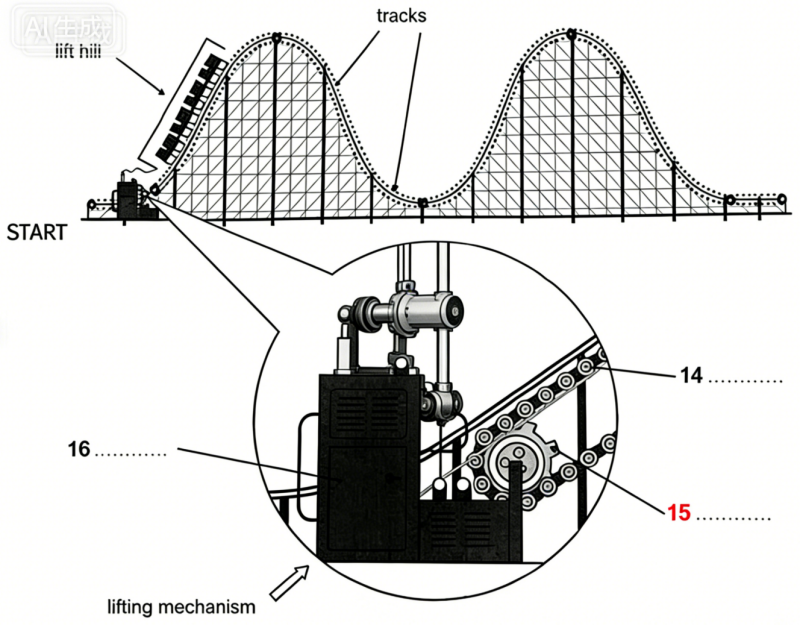 AI生成
tracks
lift hill
START
14 ............
16 ............
15 ............
lifting mechanism